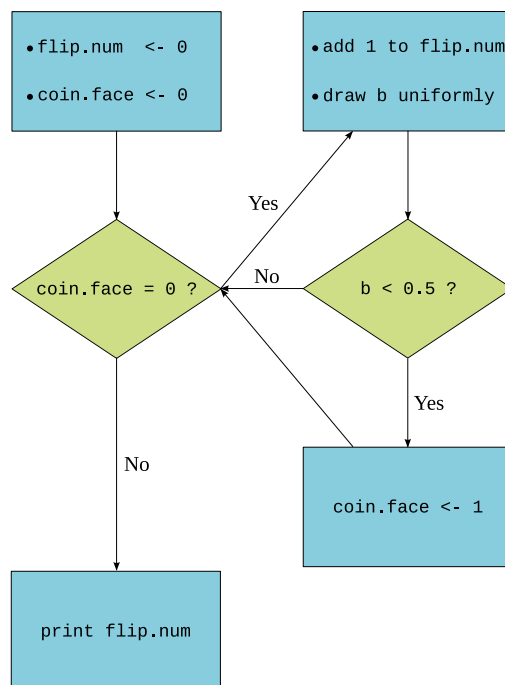 • flip.num <- 0
• coin.face <- 0
• add 1 to flip.num
• draw b uniformly
Yes
coin.face = 0 ?
No
b < 0.5 ?
Yes
No
coin.face <- 1
print flip.num